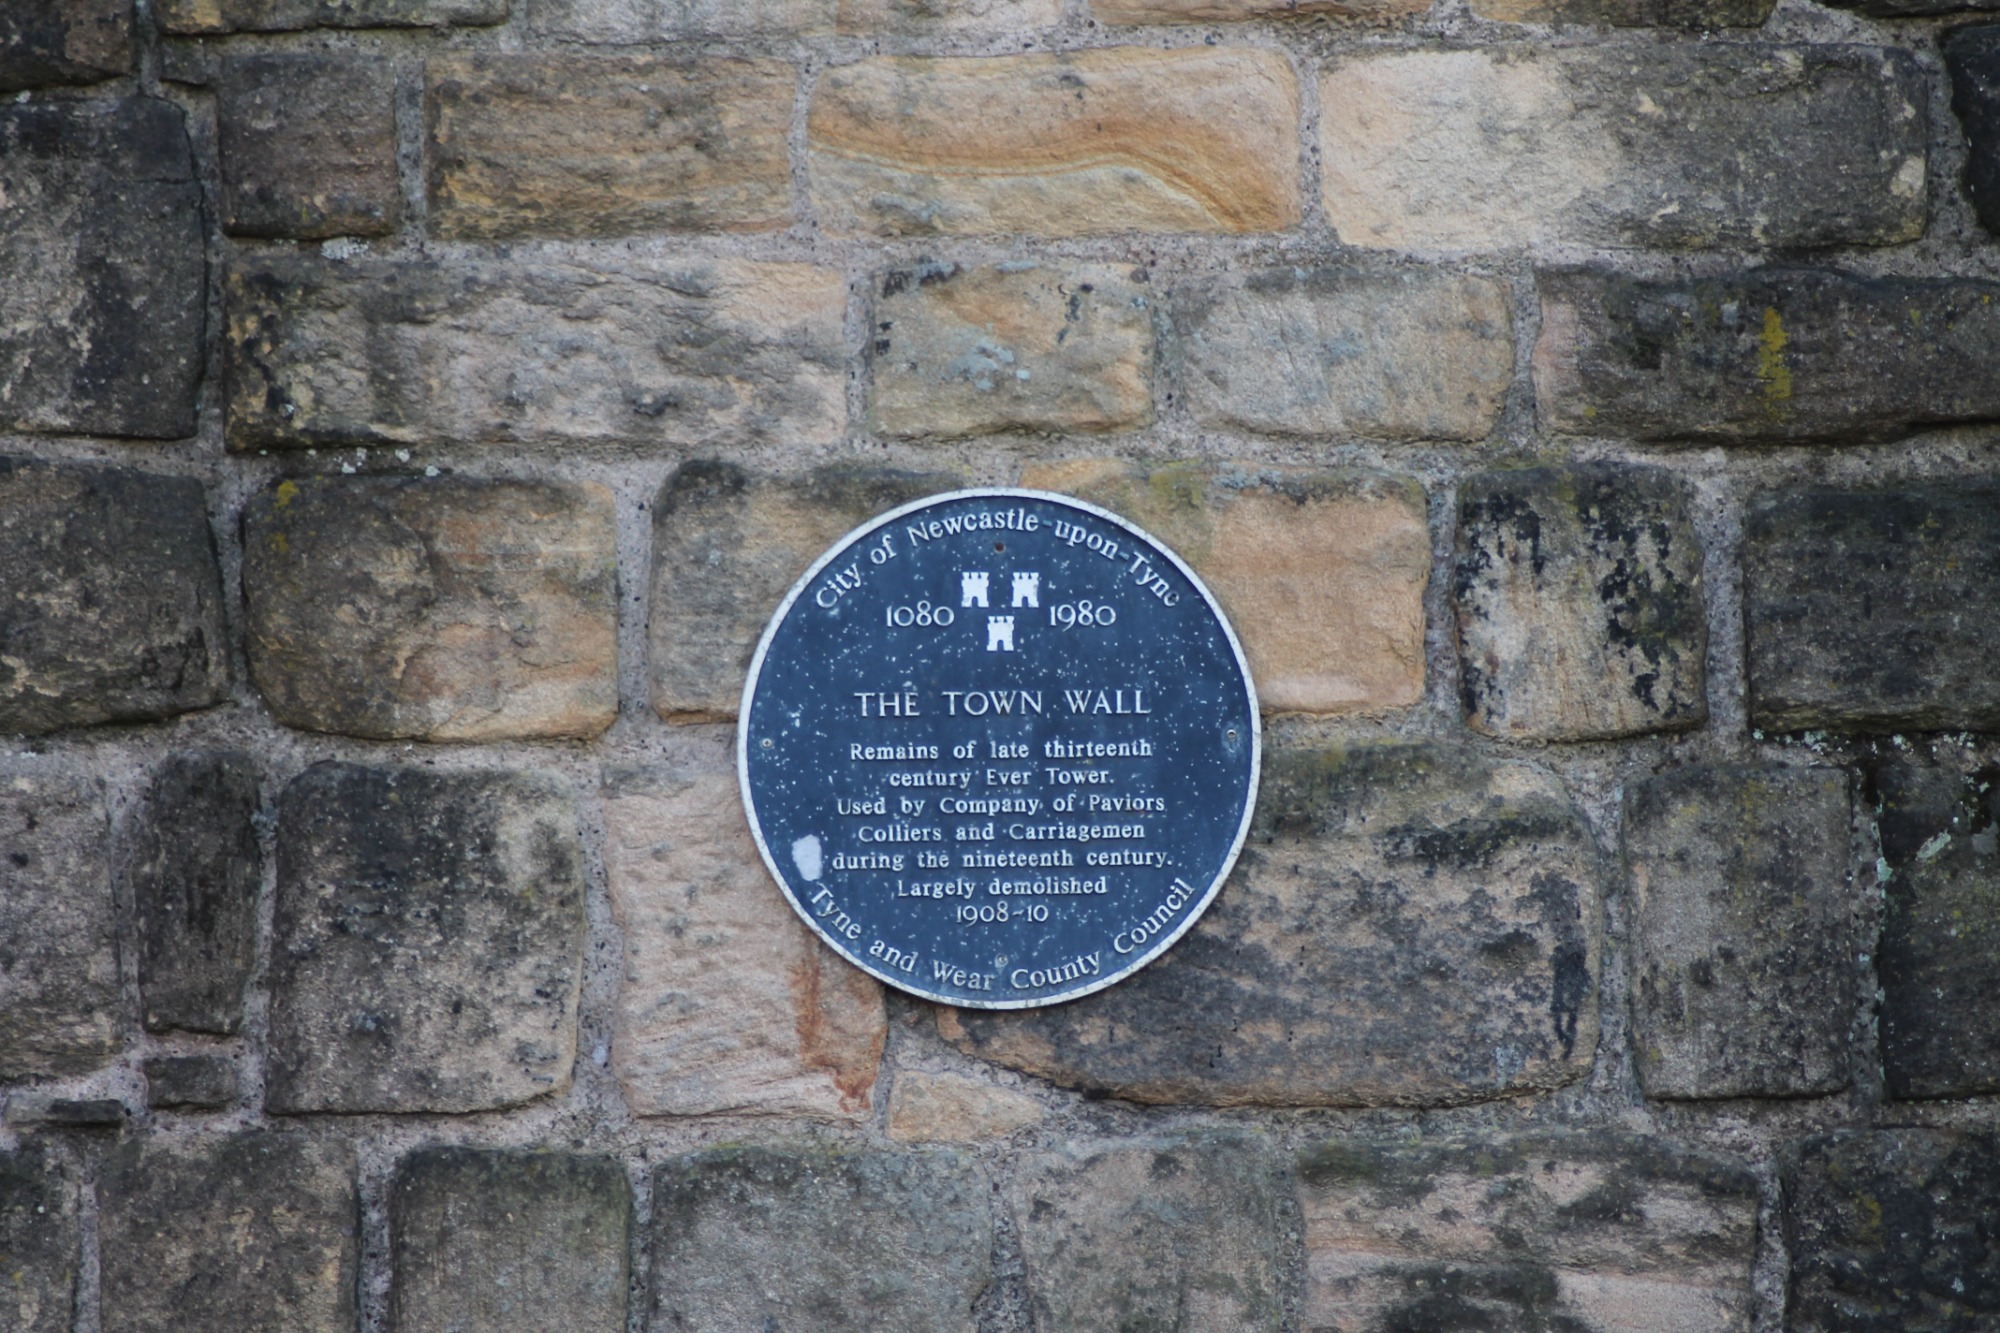 City of Newcastle-upon-Tyne
1080 1980
THE TOWN WALL
Remains of late thirteenth
century Ever Tower.
Used by Company of Paviors
Colliers and Carriagemen
during the nineteenth century.
Largely demolished
1908-10
Tyne and Wear County Council